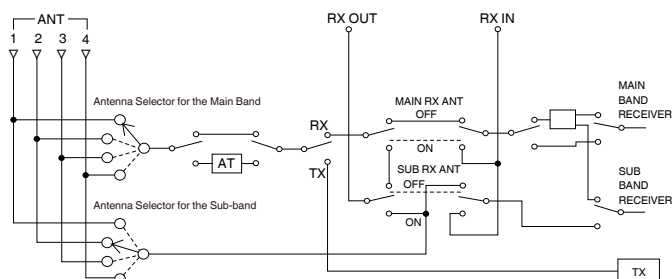 ANT
1 2 3 4
RX OUT
RX IN
Antenna Selector for the Main Band
RX
MAIN RX ANT
OFF
MAIN
BAND
RECEIVER
AT
ON
TX
SUB RX ANT
OFF
SUB
BAND
RECEIVER
Antenna Selector for the Sub-band
ON
TX